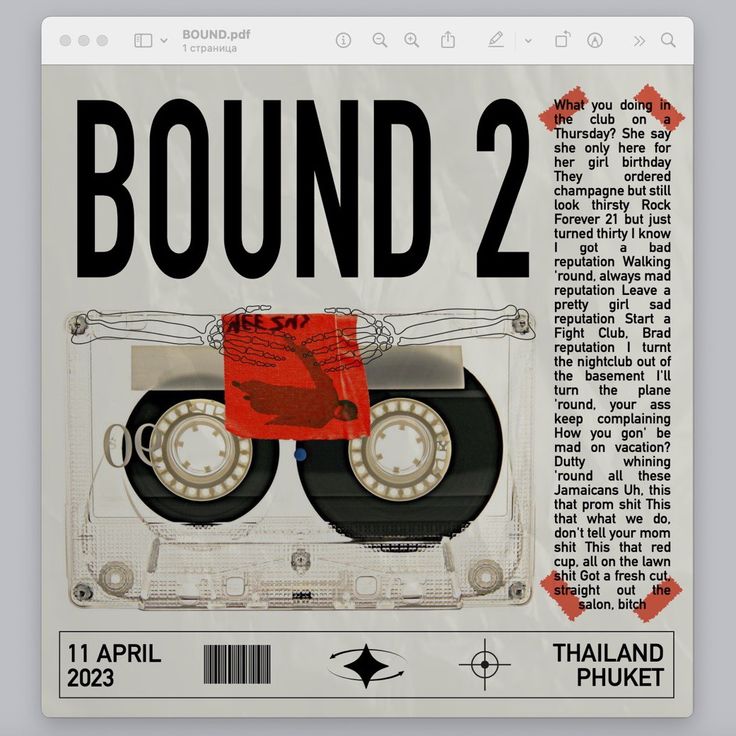 BOUND.pdf
1 страница
BOUND 2
What you doing in
the club on a
Thursday? She say
she only here for
her girl birthday
They ordered
champagne but still
look thirsty Rock
Forever 21 but just
turned thirty I know
I got a bad
reputation Walking
'round, always mad
reputation Leave a
pretty girl sad
reputation Start a
Fight Club, Brad
reputation I turnt
the nightclub out of
the basement I'll
turn the plane
'round, your ass
keep complaining
How you gon' be
mad on vacation?
Dutty whining
'round all these
Jamaicans Uh, this
that prom shit This
that what we do,
don't tell your mom
shit This that red
cup, all on the lawn
shit Got a fresh cut,
straight out the
salon, bitch
11 APRIL
2023
THAILAND
PHUKET